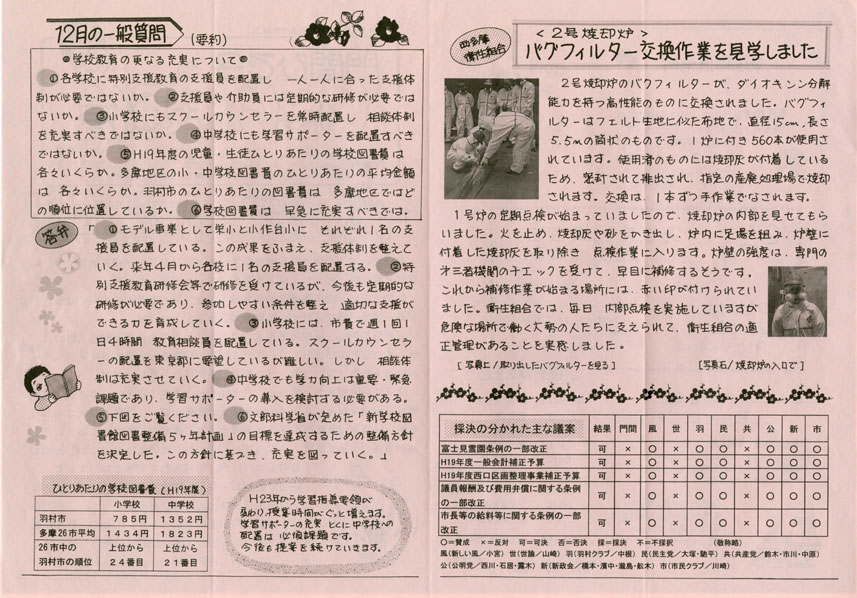 12月の一般質問（要約）
●学校教育の更なる充実について●
①各学校に特別支援教育の支援員を配置し 一人一人に合った支援体
制が必要ではないか。②支援員や介助員には定期的な研修が必要では
ないか。③小学校にもスクールカウンセラーを常時配置し 相談体制
を充実すべきではないか。④中学校にも学習サポーターを配置すべき
ではないか。⑤H19年度の児童・生徒ひとりあたりの学校図書費は
各々いくらか。多摩地区の小・中学校図書費のひとりあたりの平均金額
は 各々いくらか。羽村市のひとりあたりの図書費は 多摩地区ではど
の順位に位置しているか。⑥学校図書費は 早急に充実すべきでは。
答弁
「①モデル事業として栄小と小作台小に それぞれ1名の支
援員を配置している。この成果をふまえ、支援体制を整えて
いく。来年4月から各校に1名の支援員を配置する。②特
別支援教育研修会等で研修を受けているが、今後も定期的な
研修が必要であり、参加しやすい条件を整え 適切な支援が
できる力を育成していく。③小学校には、市費で週1回1
日4時間 教育相談員を配置している。スクールカウンセラ
ーの配置を東京都に要望しているが難しい。しかし 相談体
制は充実させていく。④中学校でも学力向上は重要・緊急
課題であり、学習サポーターの導入を検討する必要がある。
⑤下図をご覧ください。⑥文部科学省が定めた「新学校図
書館図書整備5ヶ年計画」の目標を達成するための整備方針
を決定した。この方針に基づき、充実を図っていく。」
ひとりあたりの学校図書費（H19年度）
小学校 中学校
羽村市 785円 1352円
多摩26市平均 1434円 1823円
26市中の 上位から 上位から
羽村市の順位 24番目 21番目
H23年から学習指導要領が
変わり、授業時間がぐっと増えます。
学習サポーターの充実 とくに中学校への
配置は 必須課題です。
今後も提案を続けていきます。
西多摩
衛生組合
＜2号焼却炉＞
バグフィルター交換作業を見学しました
2号焼却炉のバグフィルターが、ダイオキシン分解
能力を持つ高性能のものに交換されました。バグフィ
ルターはフェルト生地に似た布地で、直径15cm,長さ
5.5mの筒状のものです。1炉に付き560本が使用さ
れています。使用済のものには焼却灰が付着している
ため、密封されて排出され、指定の産廃処理場で焼却
されます。交換は、1本ずつ手作業でなされます。
1号炉の定期点検が始まっていましたので、焼却炉の内部を見せてもら
いました。火を止め、焼却灰や砂をかき出し、炉内に足場を組み、炉壁に
付着した焼却灰を取り除き 点検作業に入ります。炉壁の強度は、専門の
第三者機関のチェックを受けて、早目に補修するそうです。
これから補修作業が始まる場所には、赤い印が付けられてい
ました。衛生組合では、毎日 内部点検を実施していますが
危険な場所で働く大勢の人たちに支えられて、衛生組合の適
正管理があることを実感しました。
[写真上/取り出したバグフィルターを見る] [写真右/焼却炉の入口で]
採決の分かれた主な議案 結果 門間 風 世 羽 民 共 公 新 市
富士見霊園条例の一部改正 可 × ○ × ○ ○ × ○ ○ ○
H19年度一般会計補正予算 可 × ○ × ○ ○ × ○ ○ ○
H19年度西口区画整理事業補正予算 可 × ○ × ○ ○ × ○ ○ ○
議員報酬及び費用弁償に関する条例
の一部改正 可 × ○ × ○ ○ × ○ ○ ○
市長等の給料等に関する条例の一部
改正 可 × ○ × ○ ○ × ○ ○ ○
○=賛成 ×=反対 可=可決 否=否決 採=採決 不=不採択 （敬称略）
風(新しい風/小宮) 世(世論/山崎) 羽(羽村クラブ/中根) 民(民主党/大塚・馳平) 共(共産党/鈴木・市川・中原)
公(公明党/西川・石居・露木) 新(新政会/橋本・濱中・瀧島・舩木) 市(市民クラブ/川崎)